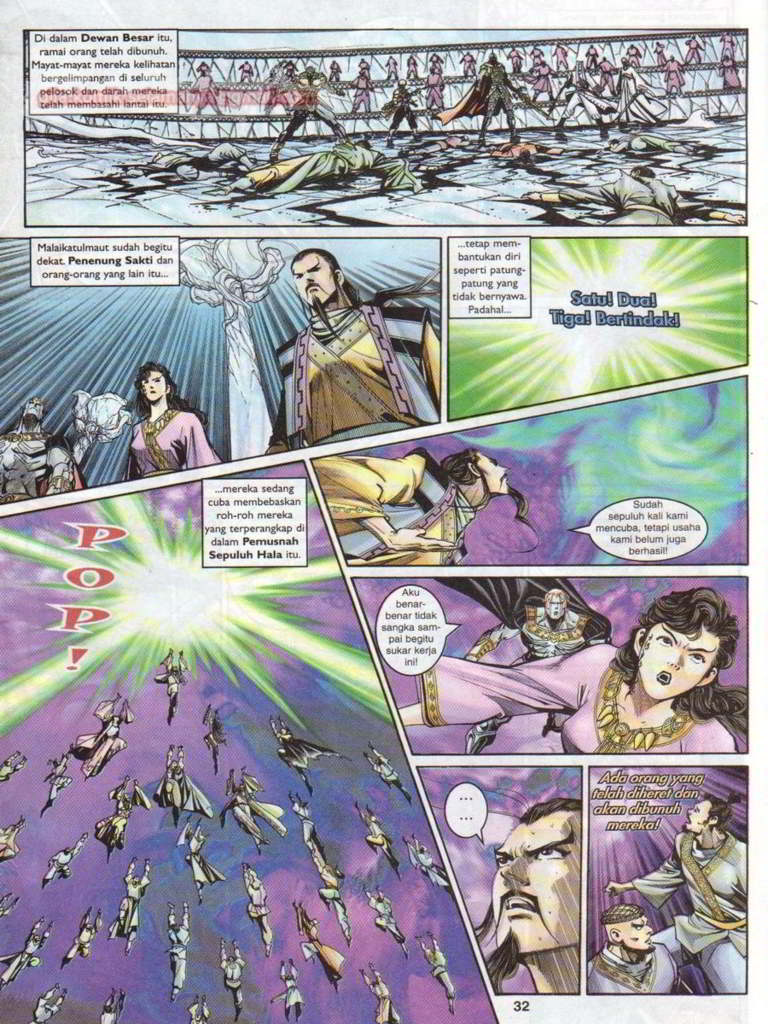 Di dalam Dewan Besar itu,
ramai orang telah dibunuh.
Mayat-mayat mereka kelihatan
bergelimpangan di seluruh
pelosok dan darah mereka
telah membasahi lantai itu.
Malaikatulmaut sudah begitu
dekat. Penenung Sakti dan
orang-orang yang lain itu...
...tetap mem-
bantukan diri
seperti patung-
patung yang
tidak bernyawa.
Padahal...
Satu! Dua!
Tiga! Bertindak!
...mereka sedang
cuba membebaskan
roh-roh mereka
yang terperangkap di
dalam Pemusnah
Sepuluh Hala itu.
POP!
Sudah
sepuluh kali kami
mencuba, tetapi usaha
kami belum juga
berhasil!
Aku
benar-
benar tidak
sangka sam-
pai begitu
sukar kerja
ini!
...
...
Ada orang yang
telah diheret dan
akan dibunuh
mereka!
32